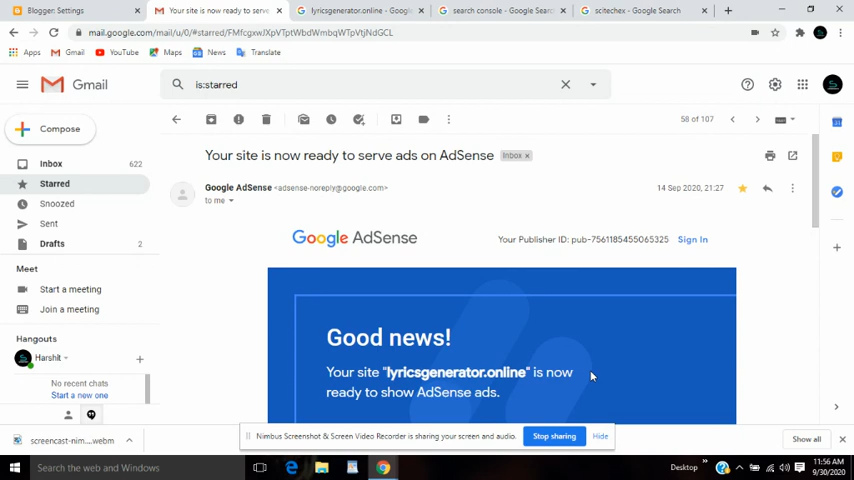 Blogger: Settings
Your site is now ready to serve
lyricsgenerator.online - Google
search console - Google Search
scitechex - Google Search
mail.google.com/mail/u/0/#starred/FMfcgxwJXpVTptWbdWmbqWTpVtjNdGCL
Apps
Gmail
YouTube
Maps
News
Translate
Gmail
is:starred
Compose
58 of 107
Your site is now ready to serve ads on AdSense
Inbox
Inbox 622
Starred
Snoozed
Sent
Drafts 2
Google AdSense <adsense-noreply@google.com>
14 Sep 2020, 21:27
to me
Google AdSense
Your Publisher ID: pub-7561185455065325 Sign In
Meet
Start a meeting
Join a meeting
Hangouts
Harshit
No recent chats
Start a new one
Good news!
Your site "lyricsgenerator.online" is now
ready to show AdSense ads.
Nimbus Screenshot & Screen Video Recorder is sharing your screen and audio.
Stop sharing
Hide
screencast-nim....webm
Show all
Search the web and Windows
Desktop
11:56 AM
9/30/2020